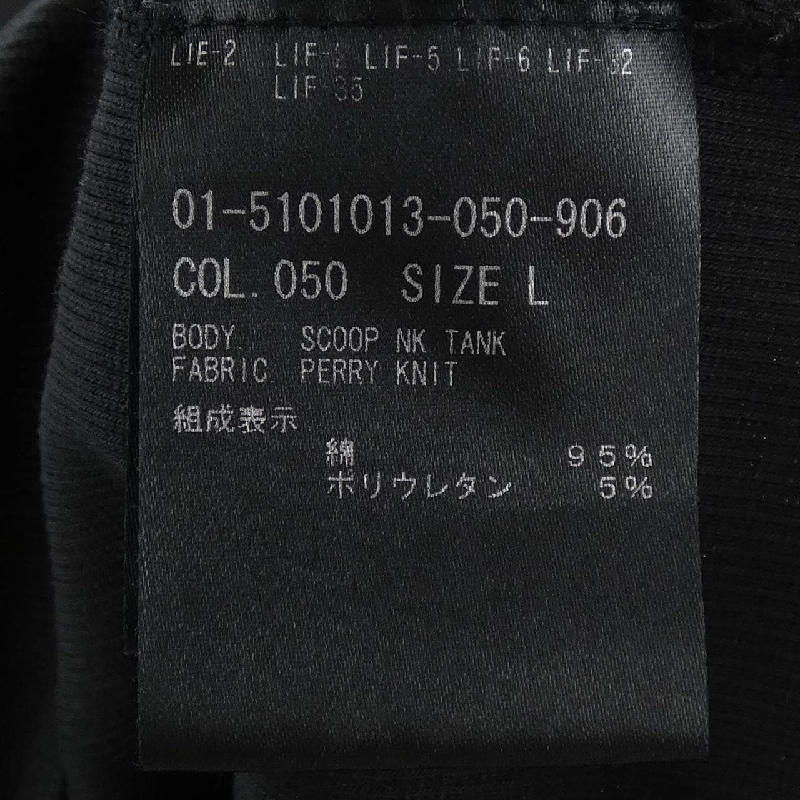 LIE-2 LIF-5 LIF-6
01-5101013-050-906
COL. 050 SIZE L
BODY. SCOOP NK TANK
FABRIC PERRY KNIT
組成表示
綿 95%
ポリウレタン 5%